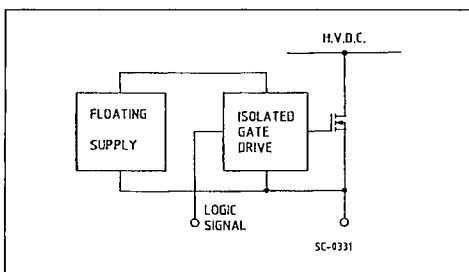 H.V.D.C.
FLOATING
SUPPLY
ISOLATED
GATE
DRIVE
LOGIC
SIGNAL
SC-0331